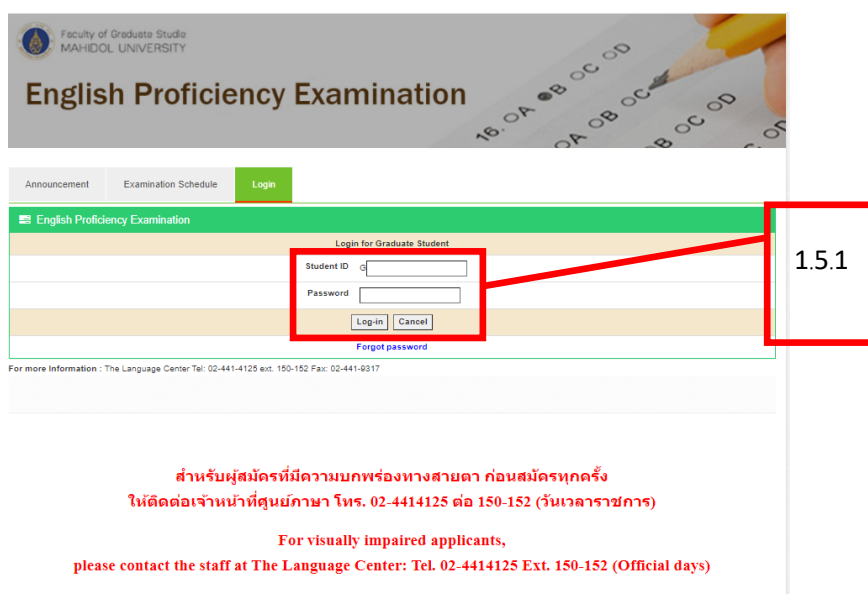 Faculty of Graduate Studie
MAHIDOL UNIVERSITY
English Proficiency Examination
16. OA B OC OD
OA OB OC OD
B OC OD
Announcement Examination Schedule Login
English Proficiency Examination
Login for Graduate Student
Student ID G
Password
Log-in Cancel
Forgot password
1.5.1
For more Information : The Language Center Tel: 02-441-4125 ext. 150-152 Fax: 02-441-9317
สำหรับผู้สมัครที่มีความบกพร่องทางสายตา ก่อนสมัครทุกครั้ง
ให้ติดต่อเจ้าหน้าที่ศูนย์ภาษา โทร. 02-4414125 ต่อ 150-152 (วันเวลาราชการ)
For visually impaired applicants,
please contact the staff at The Language Center: Tel. 02-4414125 Ext. 150-152 (Official days)